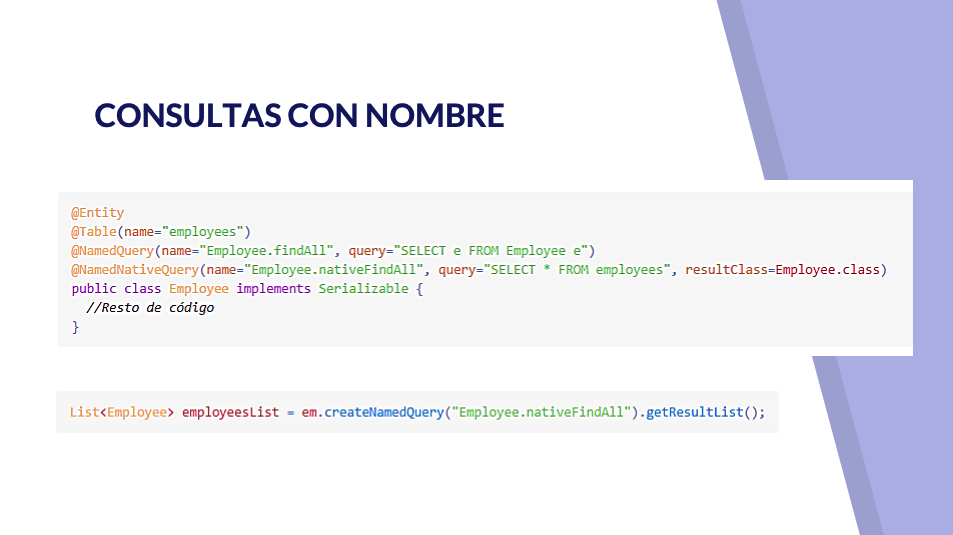 CONSULTAS CON NOMBRE
@Entity
@Table(name="employees")
@NamedQuery(name="Employee.findAll", query="SELECT e FROM Employee e")
@NamedNativeQuery(name="Employee.nativeFindAll", query="SELECT * FROM employees", resultClass=Employee.class)
public class Employee implements Serializable {
//Resto de código
}
List<Employee> employeesList = em.createNamedQuery("Employee.nativeFindAll").getResultList();